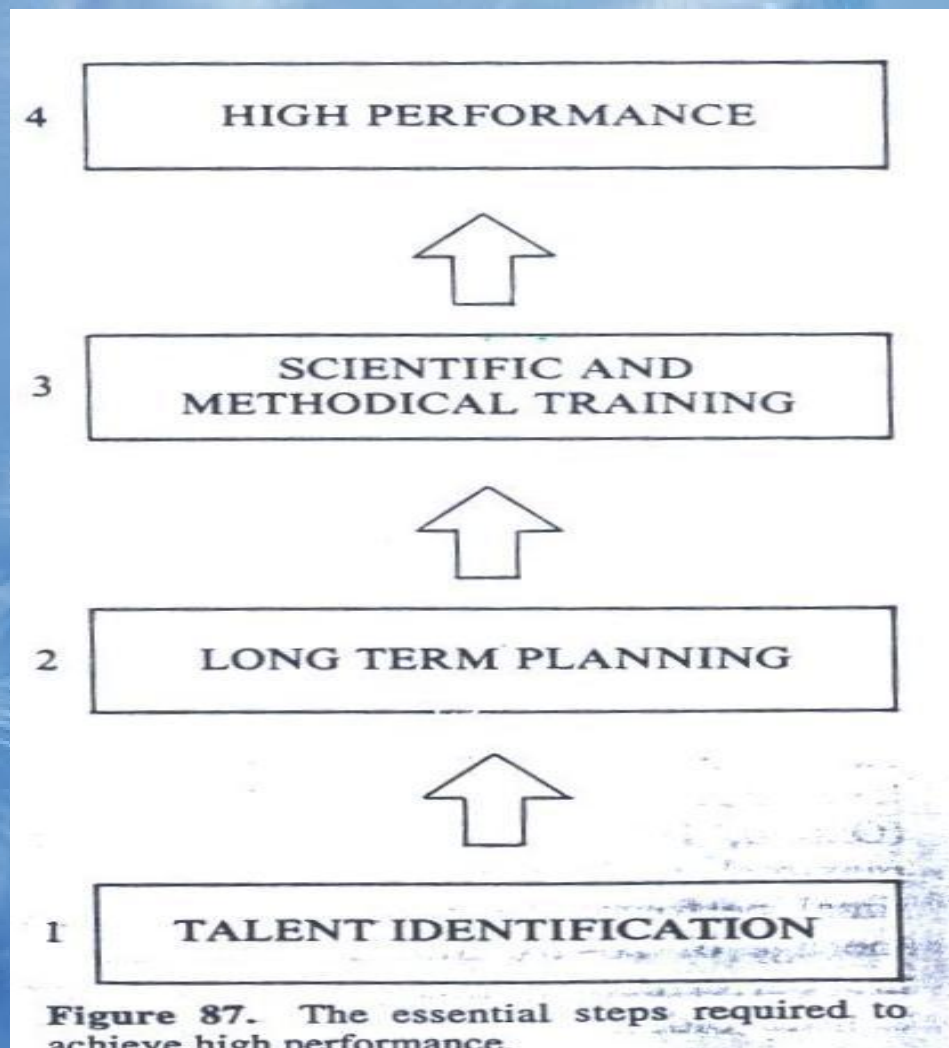 4
HIGH PERFORMANCE
3
SCIENTIFIC AND
METHODICAL TRAINING
2
LONG TERM PLANNING
1
TALENT IDENTIFICATION
Figure 87. The essential steps required to
achieve high performance.